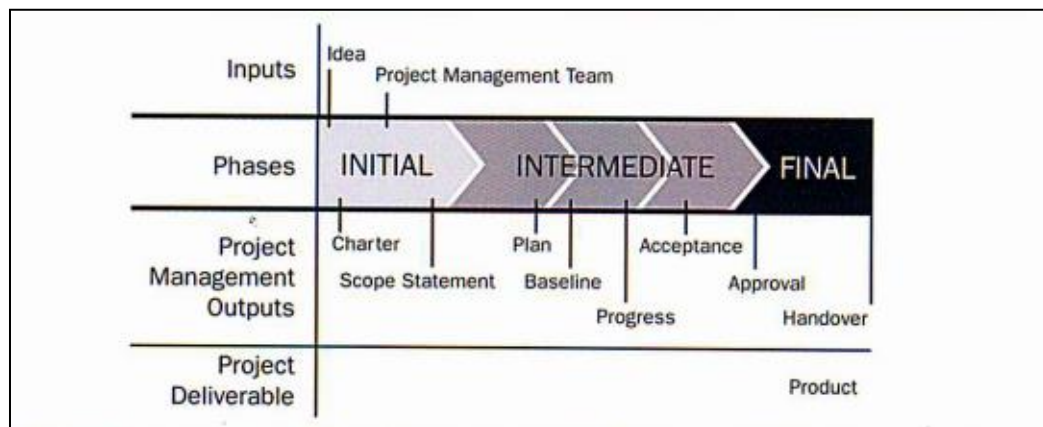 Idea
Inputs
Project Management Team
Phases
INITIAL
INTERMEDIATE
FINAL
Charter
Plan
Acceptance
Project
Management
Outputs
Scope Statement
Baseline
Approval
Progress
Handover
Project
Deliverable
Product